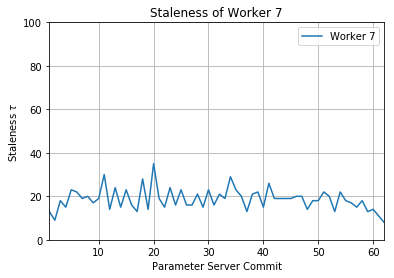 Staleness of Worker 7
Worker 7
Staleness τ
100
80
60
40
20
0
10 20 30 40 50 60
Parameter Server Commit